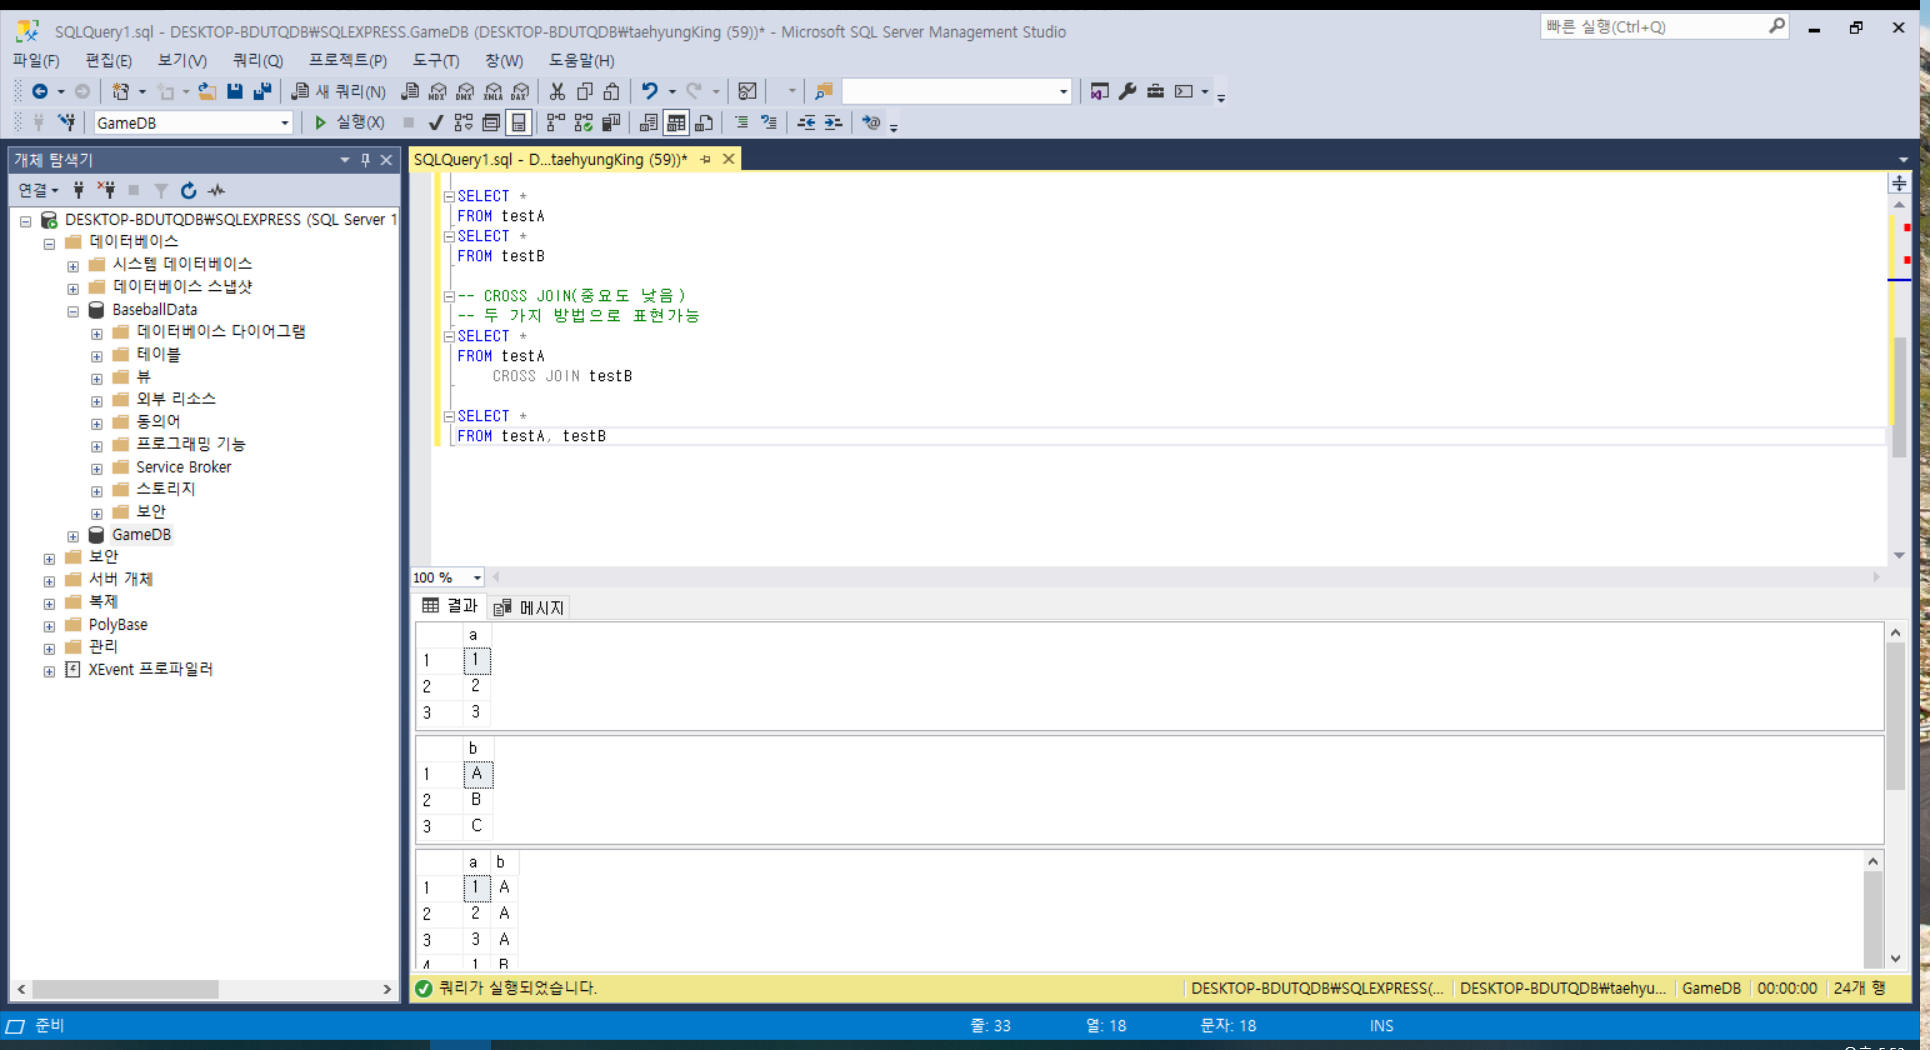 SQLQuery1.sql - DESKTOP-BDUTQDB₩SQLEXPRESS.GameDB (DESKTOP-BDUTQDB₩taehyungKing (59))* - Microsoft SQL Server Management Studio
빠른 실행(Ctrl+Q)
파일(F) 편집(E) 보기(V) 쿼리(Q) 프로젝트(P) 도구(T) 창(W) 도움말(H)
새 쿼리(N) MDX DMX XMLA DAX
GameDB 실행(X)
개체 탐색기
SQLQuery1.sql - D...taehyungKing (59))*
연결
DESKTOP-BDUTQDB₩SQLEXPRESS (SQL Server 1
데이터베이스
시스템 데이터베이스
데이터베이스 스냅샷
BaseballData
데이터베이스 다이어그램
테이블
뷰
외부 리소스
동의어
프로그래밍 기능
Service Broker
스토리지
보안
GameDB
보안
서버 개체
복제
PolyBase
관리
XEvent 프로파일러
SELECT *
FROM testA
SELECT *
FROM testB
-- CROSS JOIN(중요도 낮음)
-- 두 가지 방법으로 표현가능
SELECT *
FROM testA
CROSS JOIN testB
SELECT *
FROM testA, testB
100 %
결과 메시지
a
1 1
2 2
3 3
b
1 A
2 B
3 C
a b
1 1 A
2 2 A
3 3 A
4 1 B
쿼리가 실행되었습니다.
DESKTOP-BDUTQDB₩SQLEXPRESS(... DESKTOP-BDUTQDB₩taehyu... GameDB 00:00:00 24개 행
준비 줄: 33 열: 18 문자: 18 INS